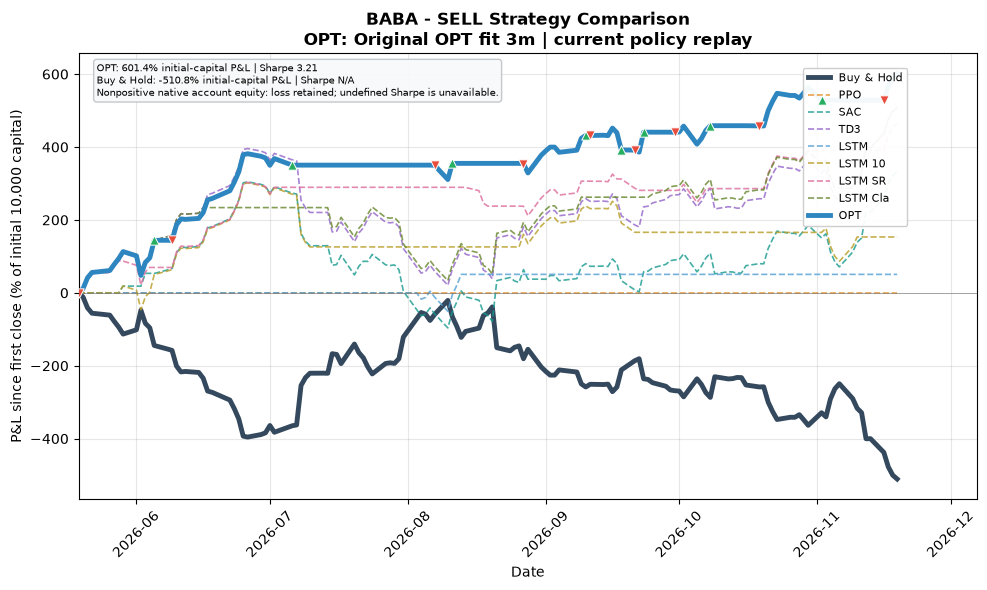 BABA - SELL Strategy Comparison
OPT: Original OPT fit 3m | current policy replay
OPT: 601.4% initial-capital P&L | Sharpe 3.21
Buy & Hold: -510.8% initial-capital P&L | Sharpe N/A
Nonpositive native account equity: loss retained; undefined Sharpe is unavailable.
Buy & Hold
PPO
SAC
TD3
LSTM
LSTM 10
LSTM SR
LSTM Cla
OPT
P&L since first close (% of initial 10,000 capital)
600
400
200
0
−200
−400
2026-06
2026-07
2026-08
2026-09
2026-10
2026-11
2026-12
Date